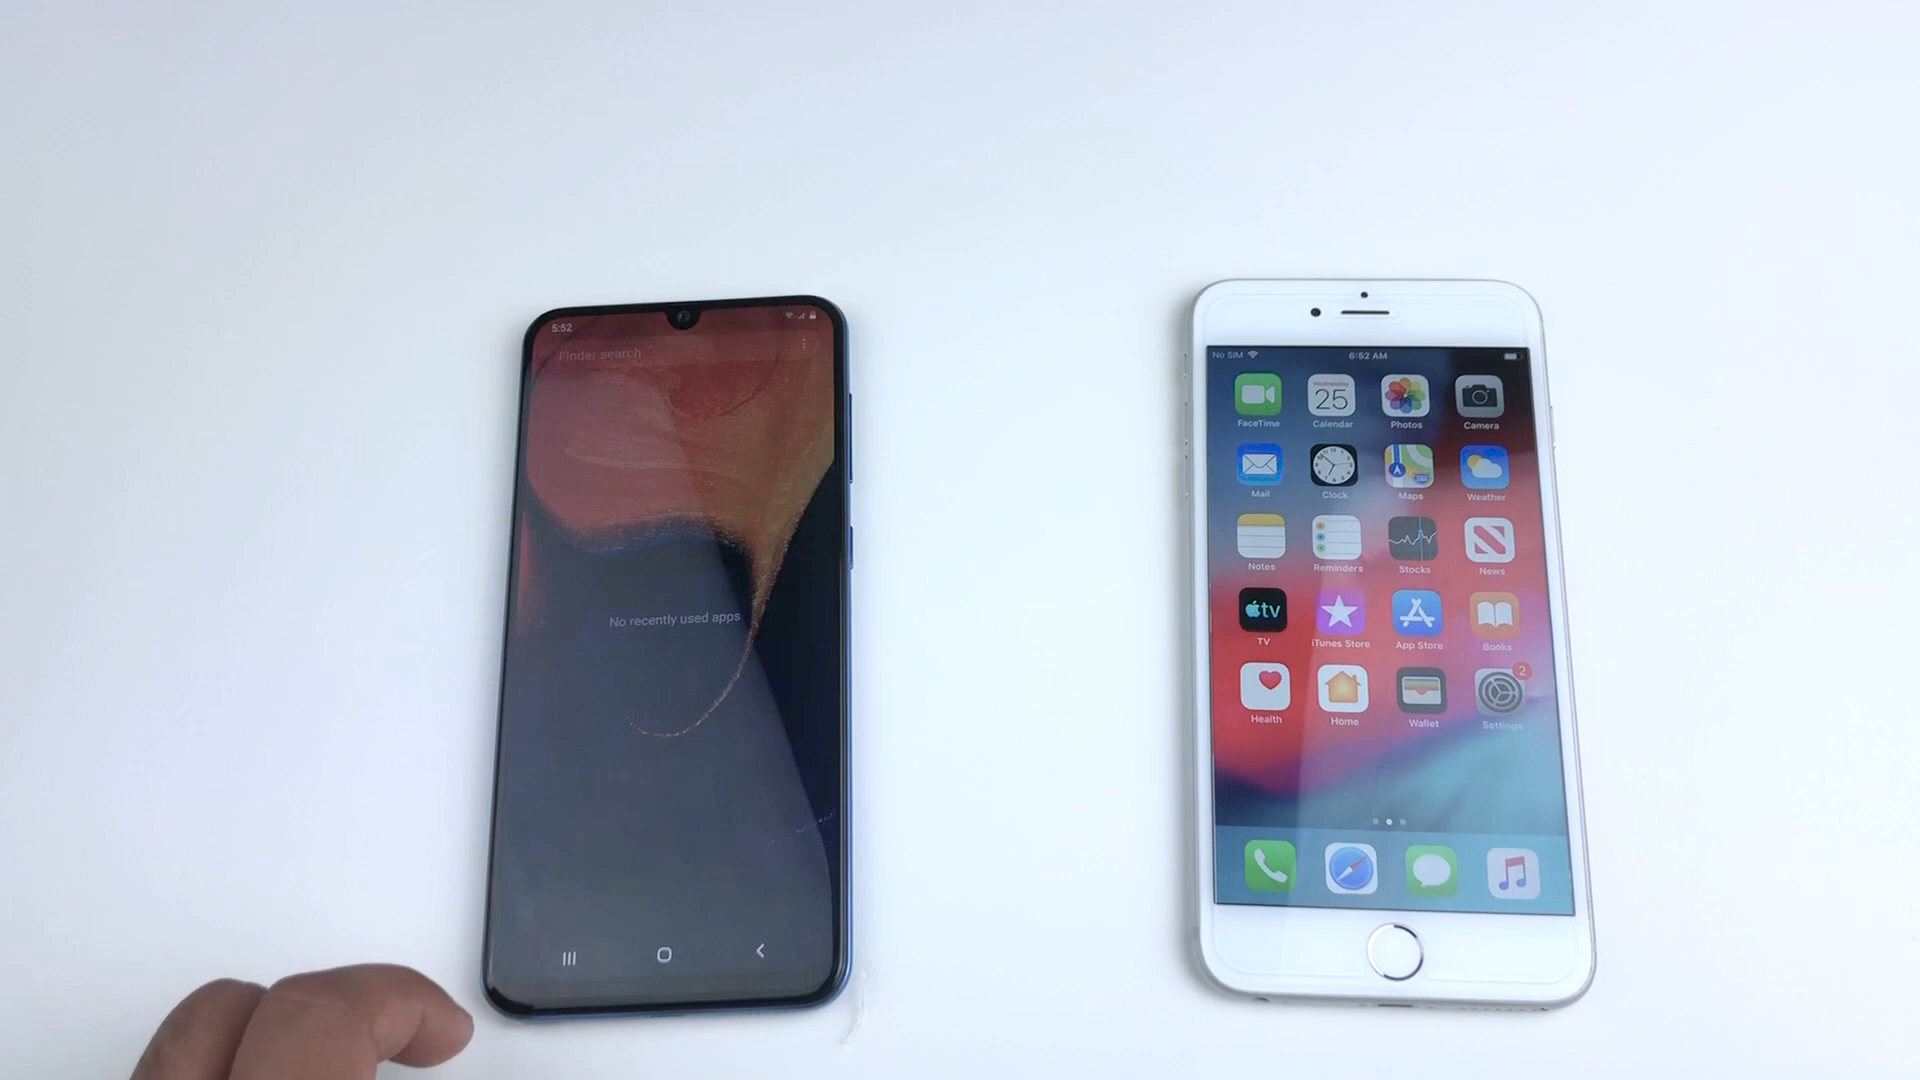 5:52
Finder search
No recently used apps
No SIM
6:52 AM
Wednesday
25
FaceTime
Calendar
Photos
Camera
Mail
Clock
Maps
Weather
Notes
Reminders
Stocks
News
tv
TV
iTunes Store
App Store
Books
2
Health
Home
Wallet
Settings